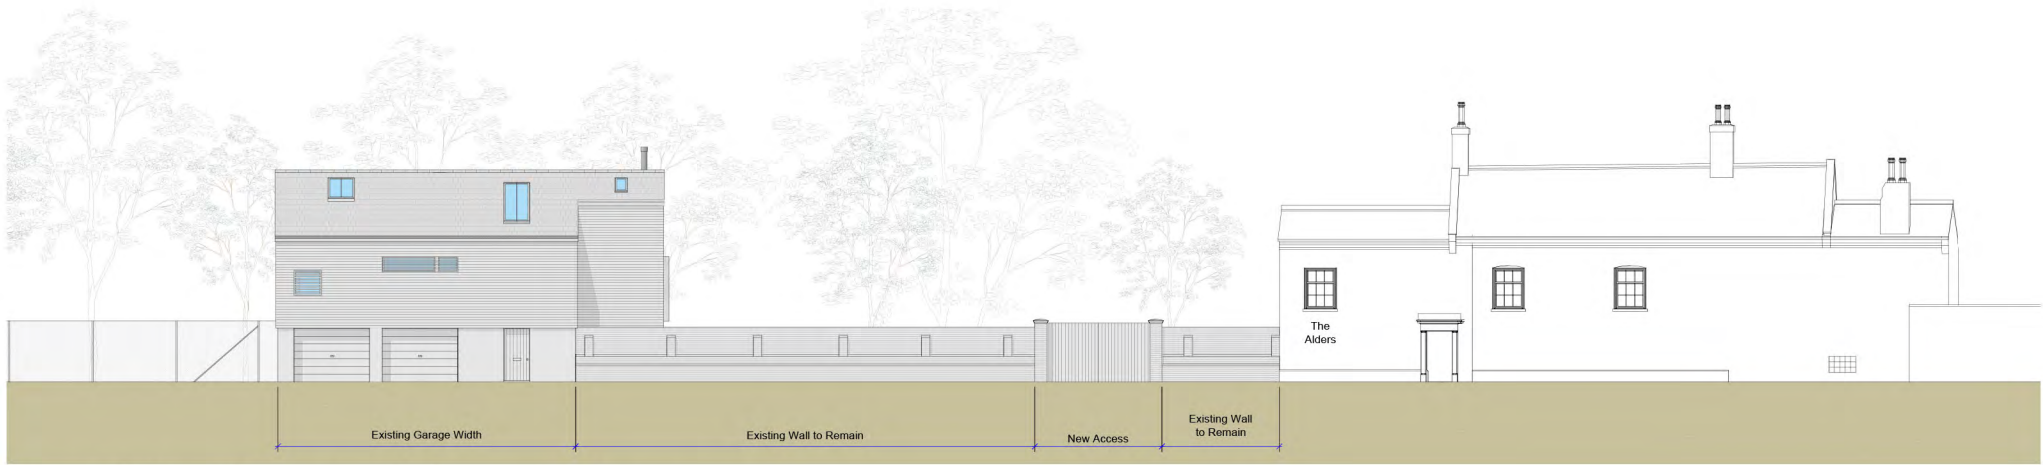 The
Alders
Existing Garage Width
Existing Wall to Remain
New Access
Existing Wall
to Remain